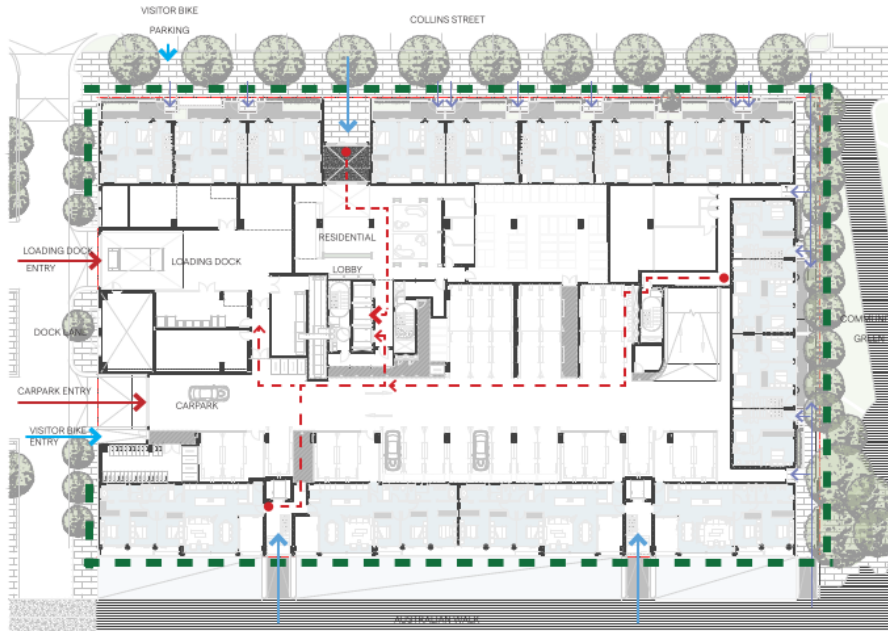 VISITOR BIKE
PARKING
COLLINS STREET
RESIDENTIAL
LOBBY
LOADING DOCK
ENTRY
LOADING DOCK
DOCK LANE
COMMUN
GREEN
CARPARK ENTRY
CARPARK
VISITOR BIKE
ENTRY
AUSTRALIAN WALK